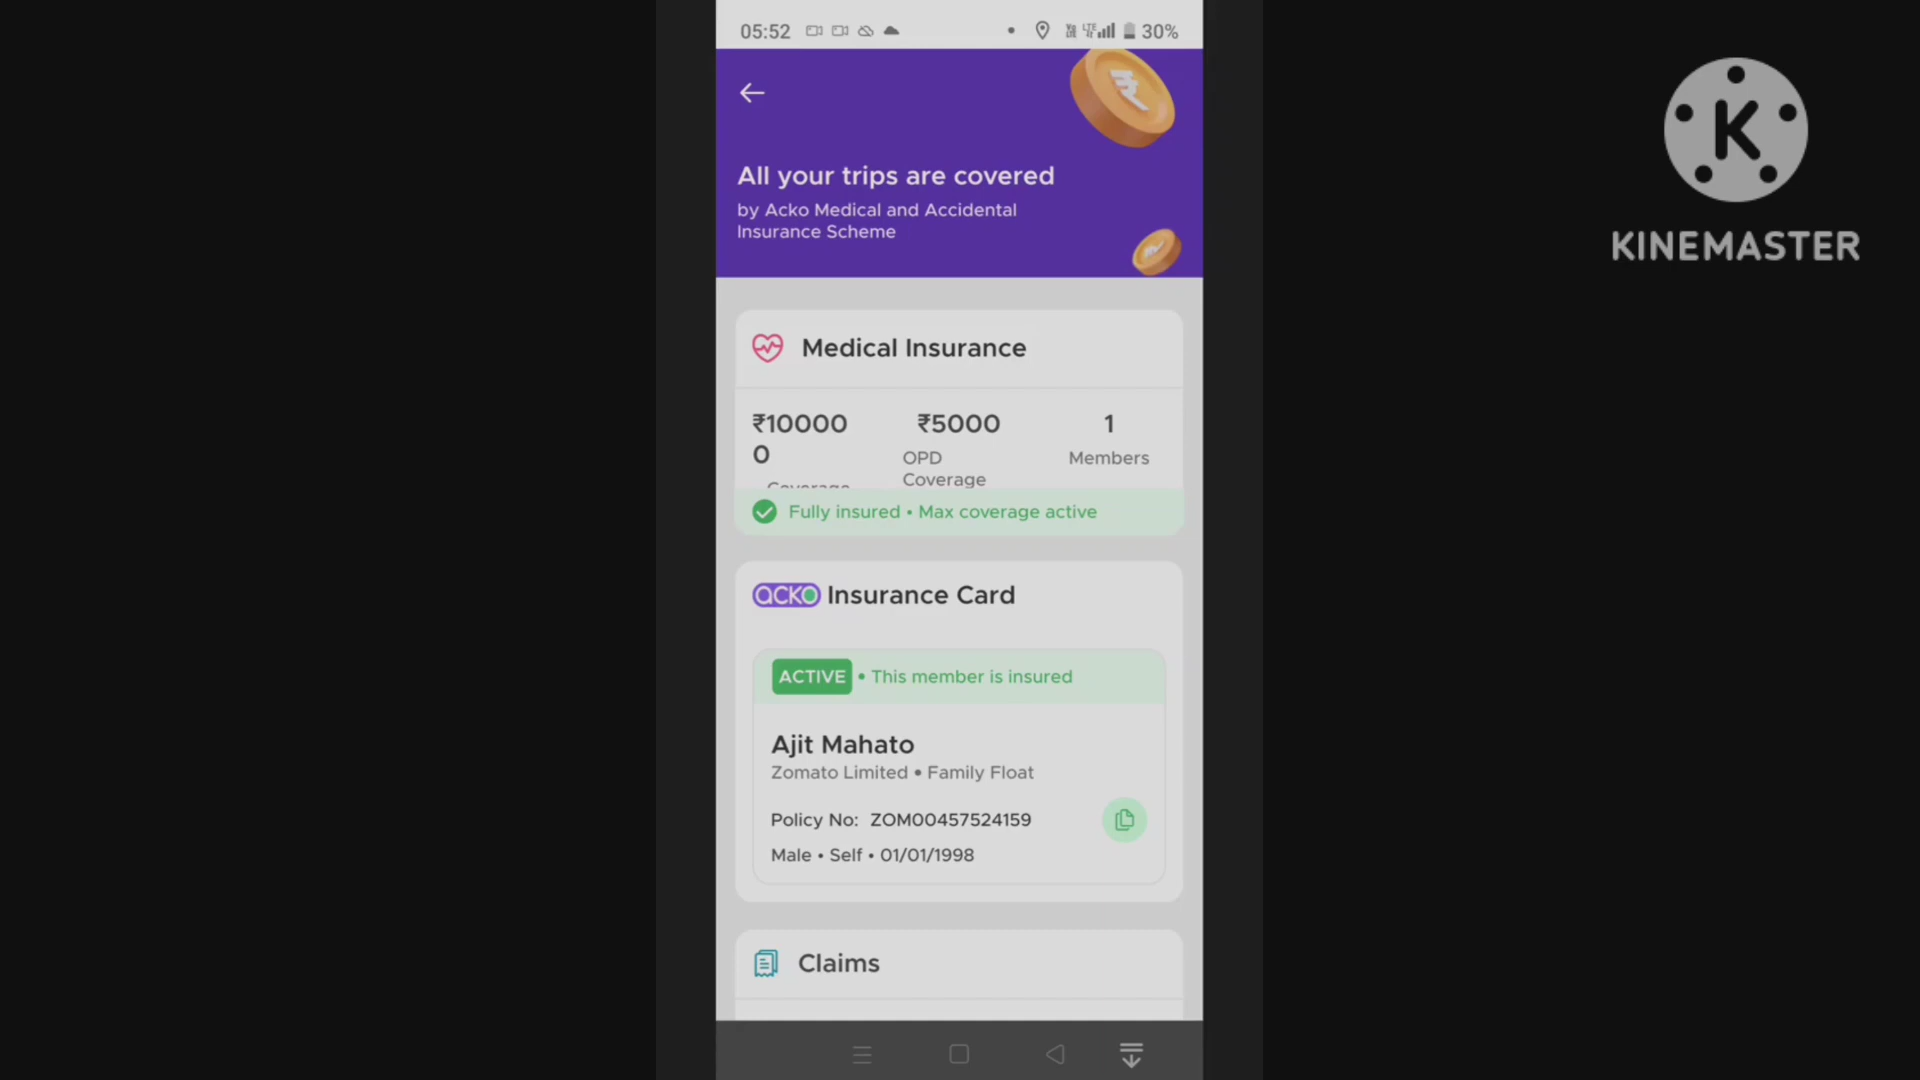 05:52
30%
All your trips are covered
by Acko Medical and Accidental
Insurance Scheme
Medical Insurance
₹10000
0
Coverage
₹5000
OPD
Coverage
1
Members
Fully insured • Max coverage active
acko Insurance Card
ACTIVE • This member is insured
Ajit Mahato
Zomato Limited • Family Float
Policy No: ZOM00457524159
Male • Self • 01/01/1998
Claims
K
KINEMASTER